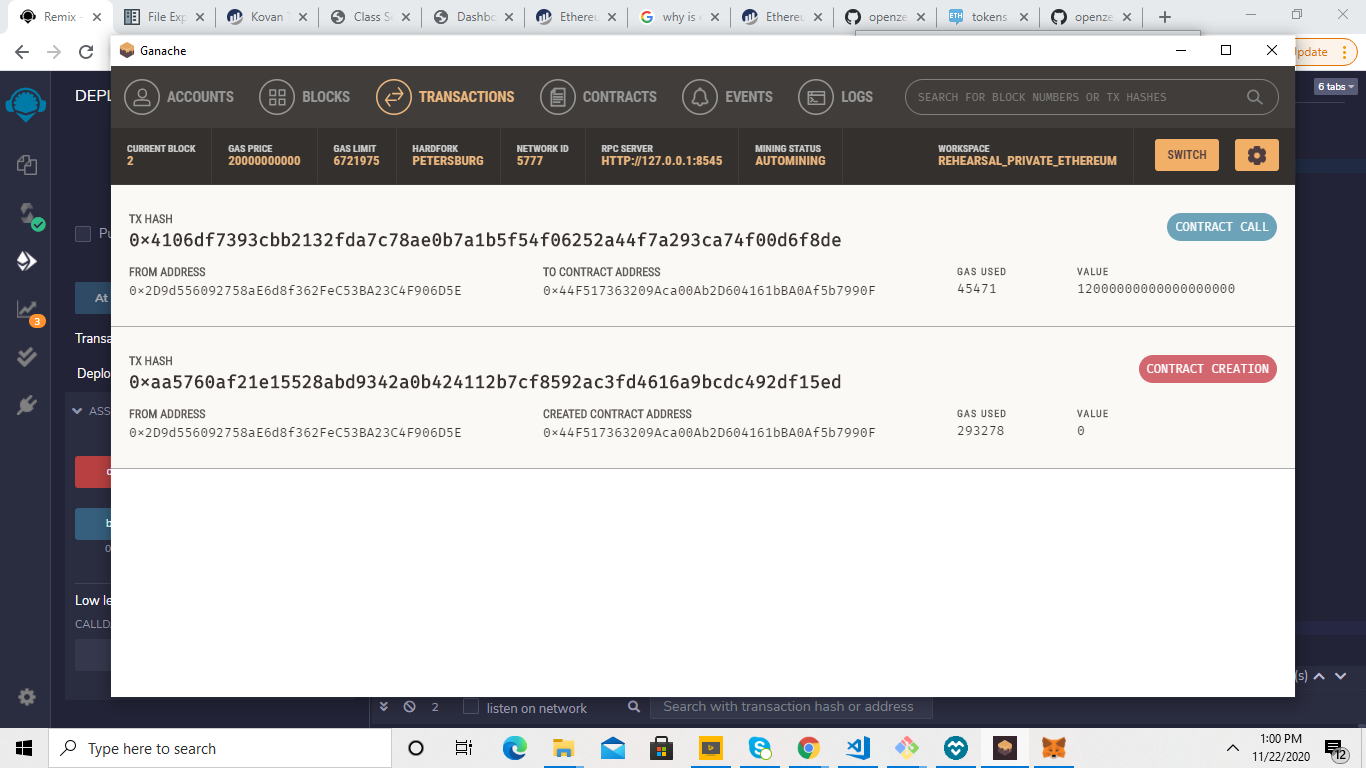 Remix -
File Exp
Kovan T
Class Se
Dashbo
Ethereu
why is e
Ethereu
openze
tokens
openze
Update
Ganache
ACCOUNTS
BLOCKS
TRANSACTIONS
CONTRACTS
EVENTS
LOGS
SEARCH FOR BLOCK NUMBERS OR TX HASHES
CURRENT BLOCK
2
GAS PRICE
20000000000
GAS LIMIT
6721975
HARDFORK
PETERSBURG
NETWORK ID
5777
RPC SERVER
HTTP://127.0.0.1:8545
MINING STATUS
AUTOMINING
WORKSPACE
REHEARSAL_PRIVATE_ETHEREUM
SWITCH
TX HASH
0×4106df7393cbb2132fda7c78ae0b7a1b5f54f06252a44f7a293ca74f00d6f8de
CONTRACT CALL
FROM ADDRESS
0×2D9d556092758aE6d8f362FeC53BA23C4F906D5E
TO CONTRACT ADDRESS
0×44F517363209Aca00Ab2D604161bBA0Af5b7990F
GAS USED
45471
VALUE
12000000000000000000
TX HASH
0×aa5760af21e15528abd9342a0b424112b7cf8592ac3fd4616a9bcdc492df15ed
CONTRACT CREATION
FROM ADDRESS
0×2D9d556092758aE6d8f362FeC53BA23C4F906D5E
CREATED CONTRACT ADDRESS
0×44F517363209Aca00Ab2D604161bBA0Af5b7990F
GAS USED
293278
VALUE
0
DEPL
6 tabs
Pu
At
3
Transa
Deplo
ASS
b
0
Low le
CALLD
(s)
2
listen on network
Search with transaction hash or address
Type here to search
1:00 PM
11/22/2020
12